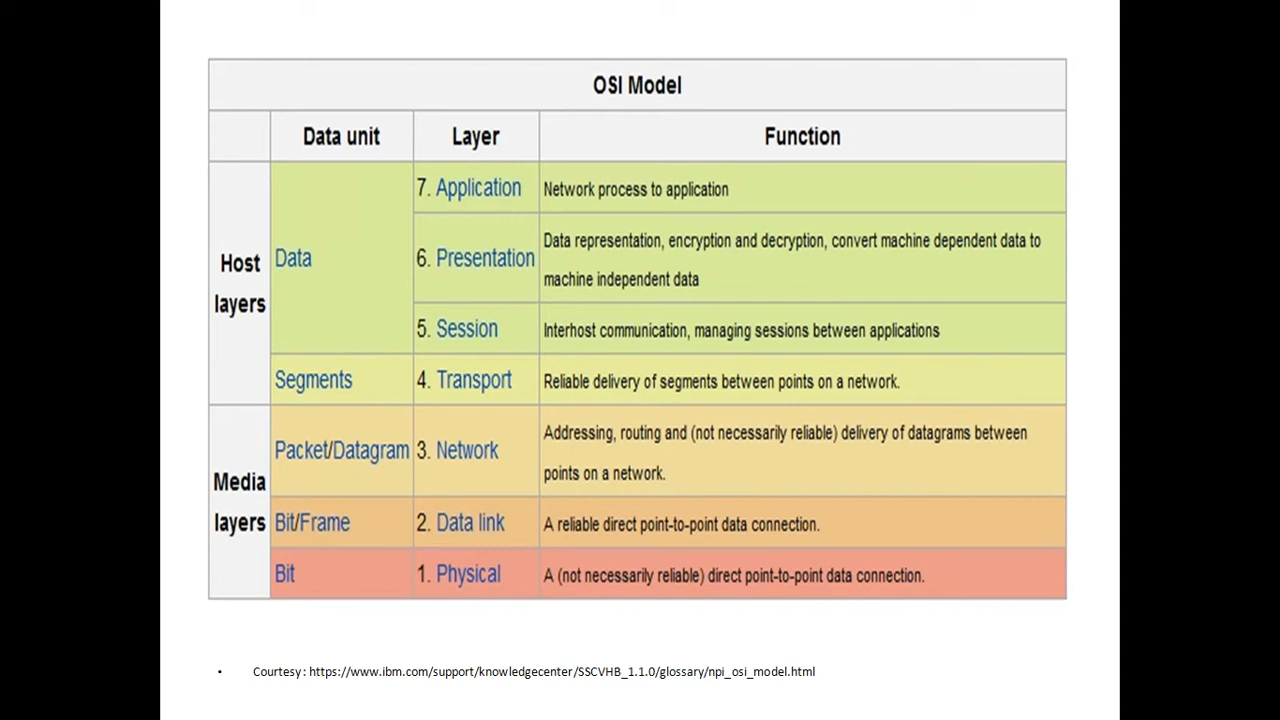 OSI Model
Data unit Layer Function
Host
layers
Data
7. Application Network process to application
6. Presentation Data representation, encryption and decryption, convert machine dependent data to
machine independent data
5. Session Interhost communication, managing sessions between applications
Segments 4. Transport Reliable delivery of segments between points on a network.
Media
layers
Packet/Datagram 3. Network Addressing, routing and (not necessarily reliable) delivery of datagrams between
points on a network.
Bit/Frame 2. Data link A reliable direct point-to-point data connection.
Bit 1. Physical A (not necessarily reliable) direct point-to-point data connection.
• Courtesy: https://www.ibm.com/support/knowledgecenter/SSCVHB_1.1.0/glossary/npi_osi_model.html